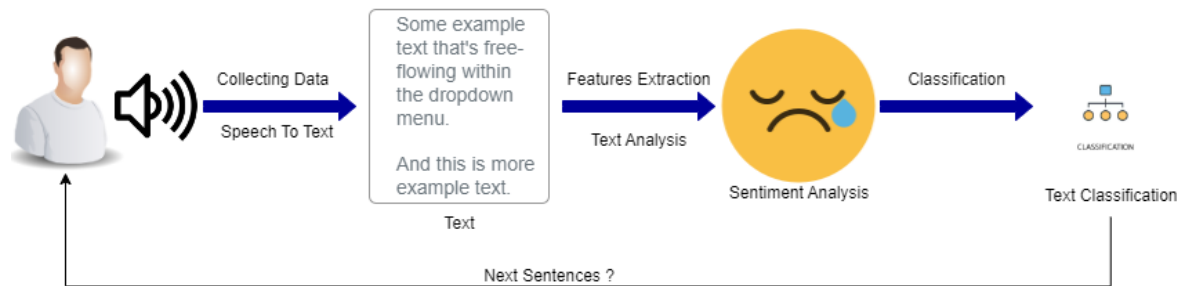 Collecting Data
Speech To Text
Some example
text that's free-
flowing within
the dropdown
menu.
And this is more
example text.
Text
Features Extraction
Text Analysis
Sentiment Analysis
Classification
CLASSIFICATION
Text Classification
Next Sentences ?